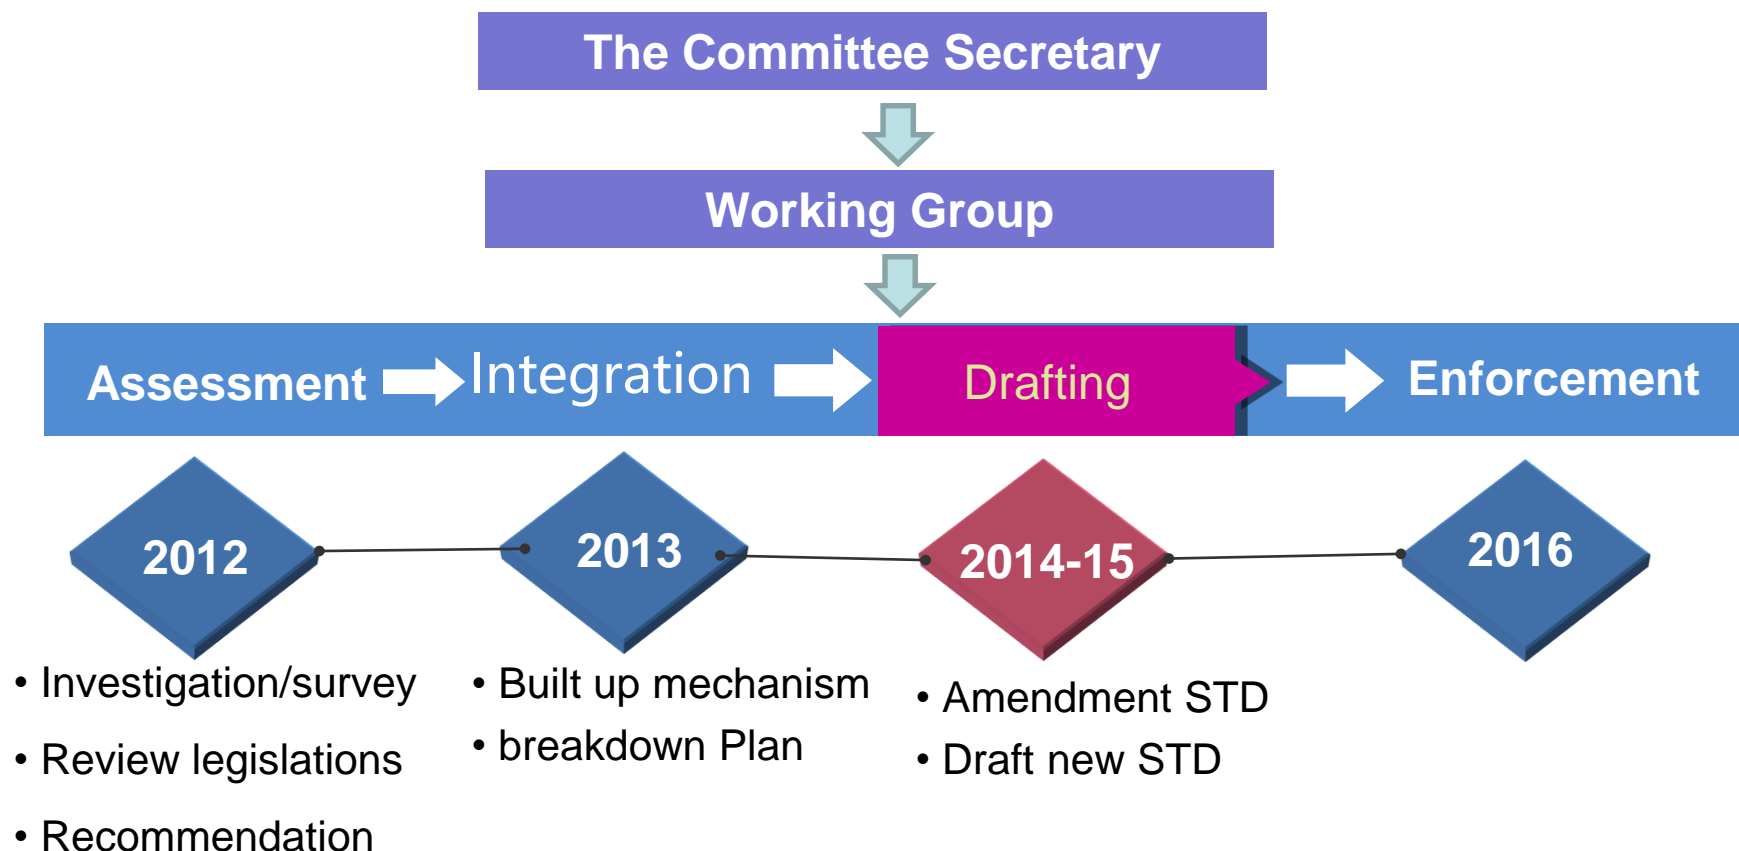 The Committee Secretary
Working Group
Assessment
Integration
Drafting
Enforcement
2012
2013
2014-15
2016
• Investigation/survey
• Review legislations
• Recommendation
• Built up mechanism
• breakdown Plan
• Amendment STD
• Draft new STD